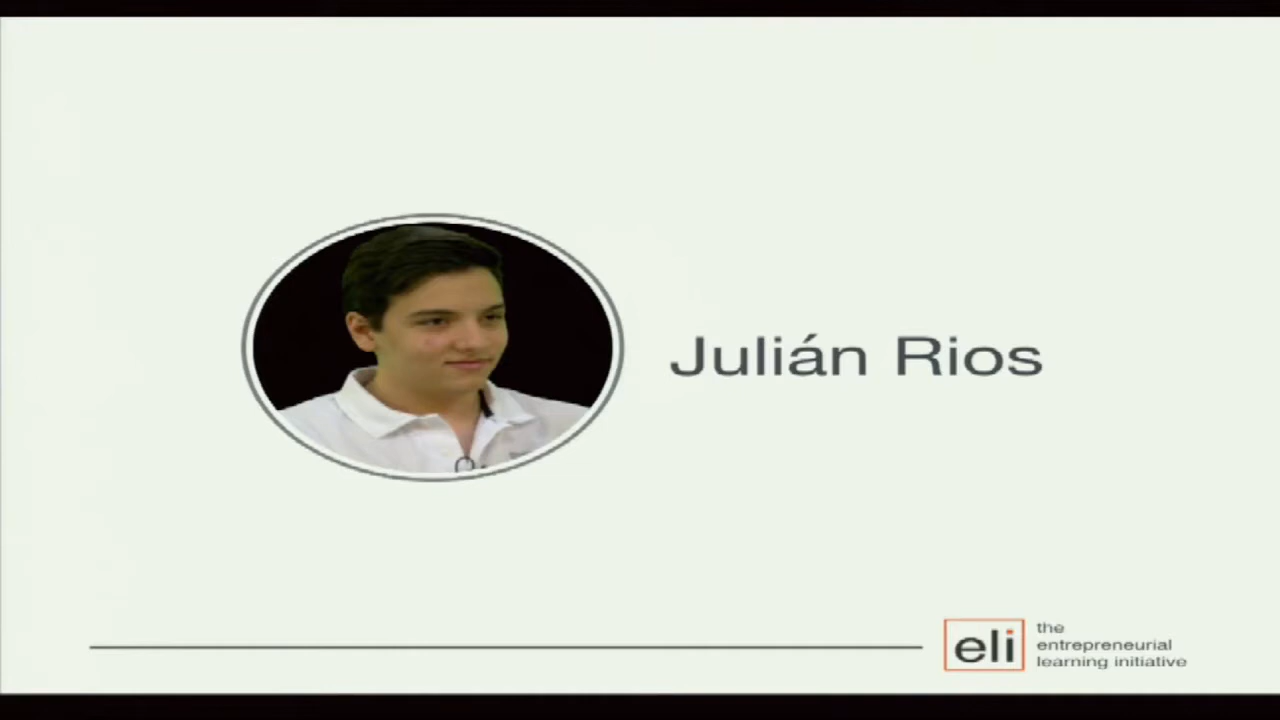 Julián Rios
eli
the
entrepreneurial
learning initiative